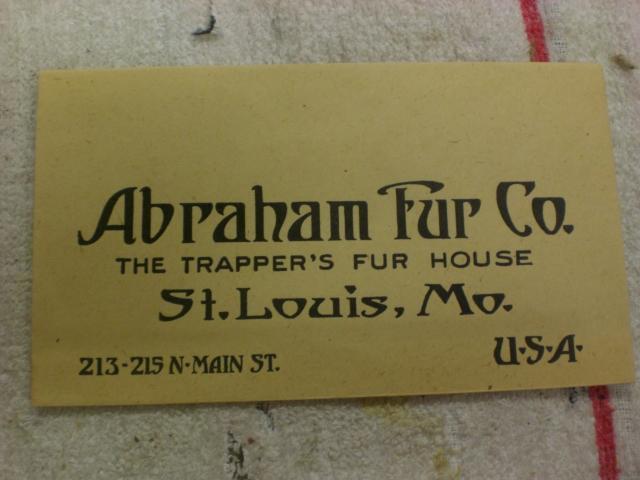 Abraham Fur Co.
THE TRAPPER'S FUR HOUSE
St. Louis, Mo.
213-215 N·MAIN ST.
U·S·A·